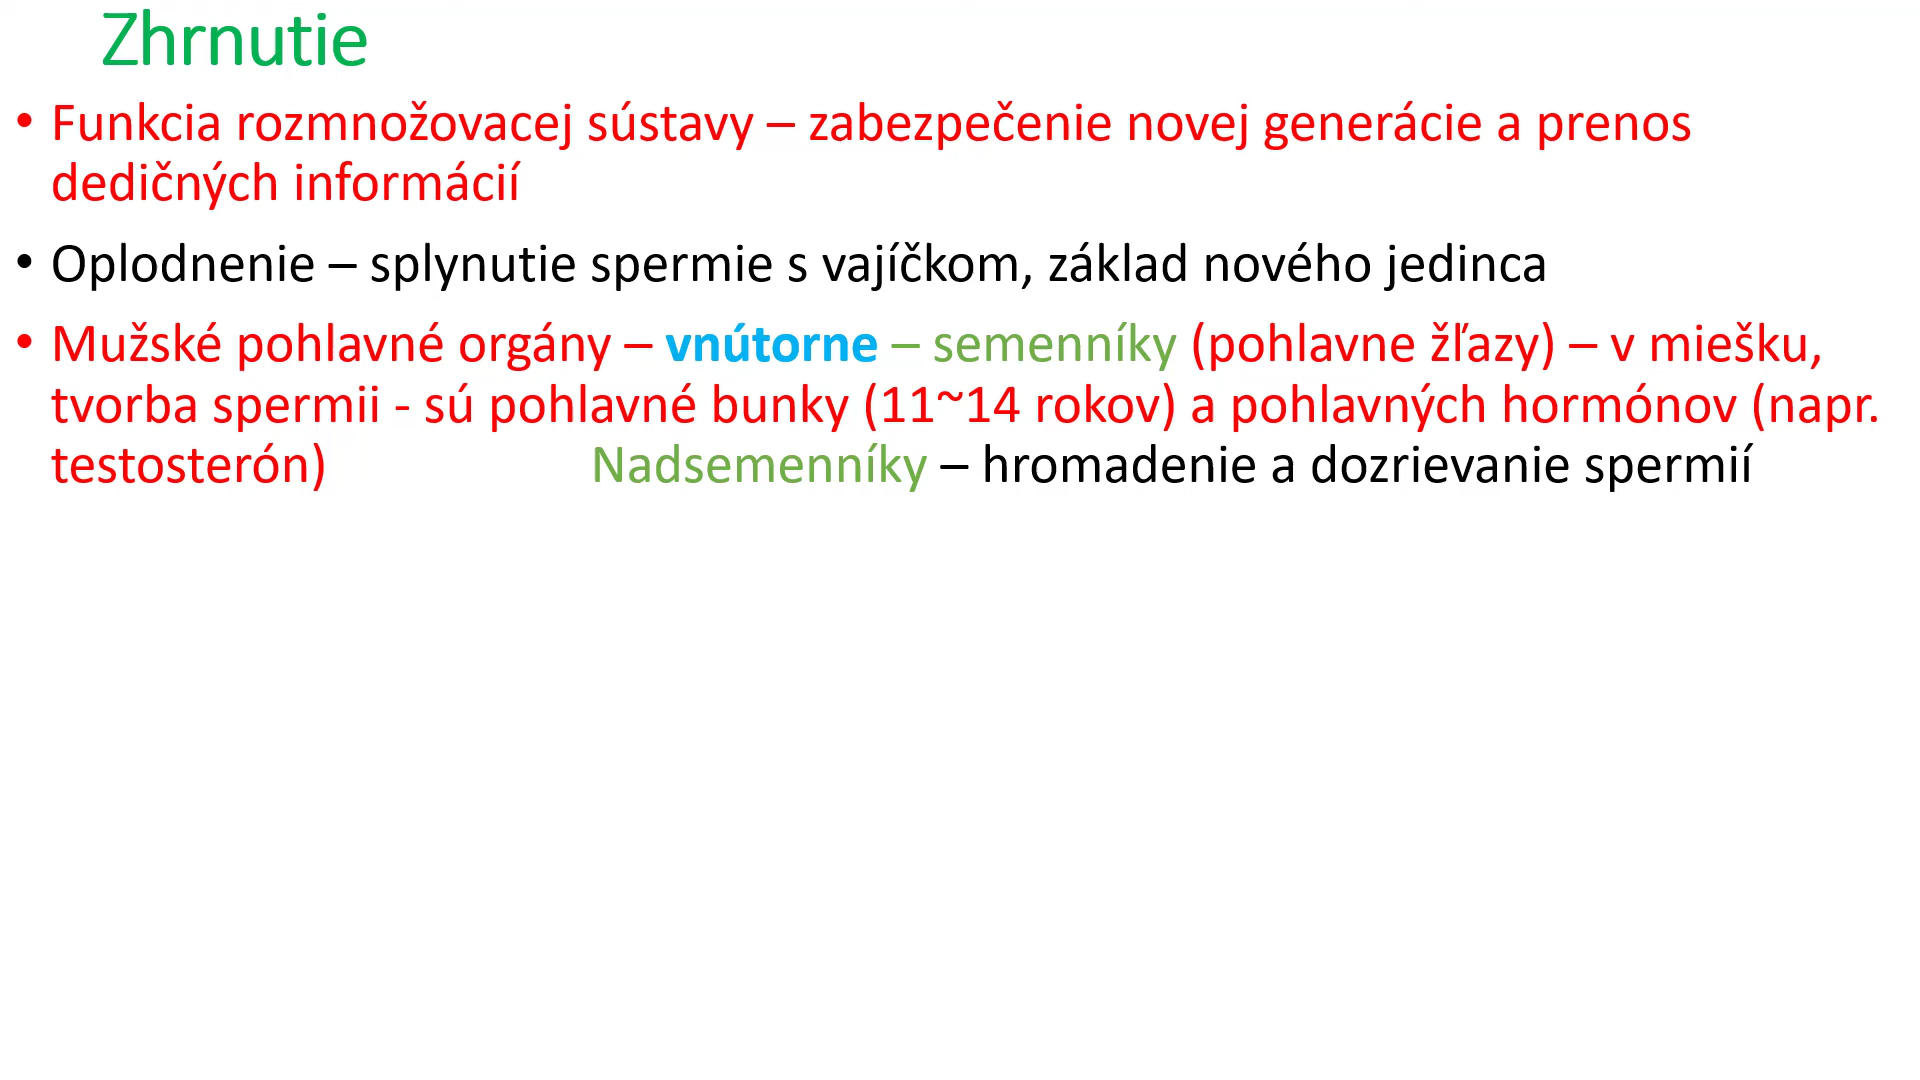 Zhrnutie
• Funkcia rozmnožovacej sústavy – zabezpečenie novej generácie a prenos
dedičných informácií
• Oplodnenie – splynutie spermie s vajíčkom, základ nového jedinca
• Mužské pohlavné orgány – vnútorne – semenníky (pohlavne žľazy) – v miešku,
tvorba spermii - sú pohlavné bunky (11~14 rokov) a pohlavných hormónov (napr.
testosterón) Nadsemenníky – hromadenie a dozrievanie spermií